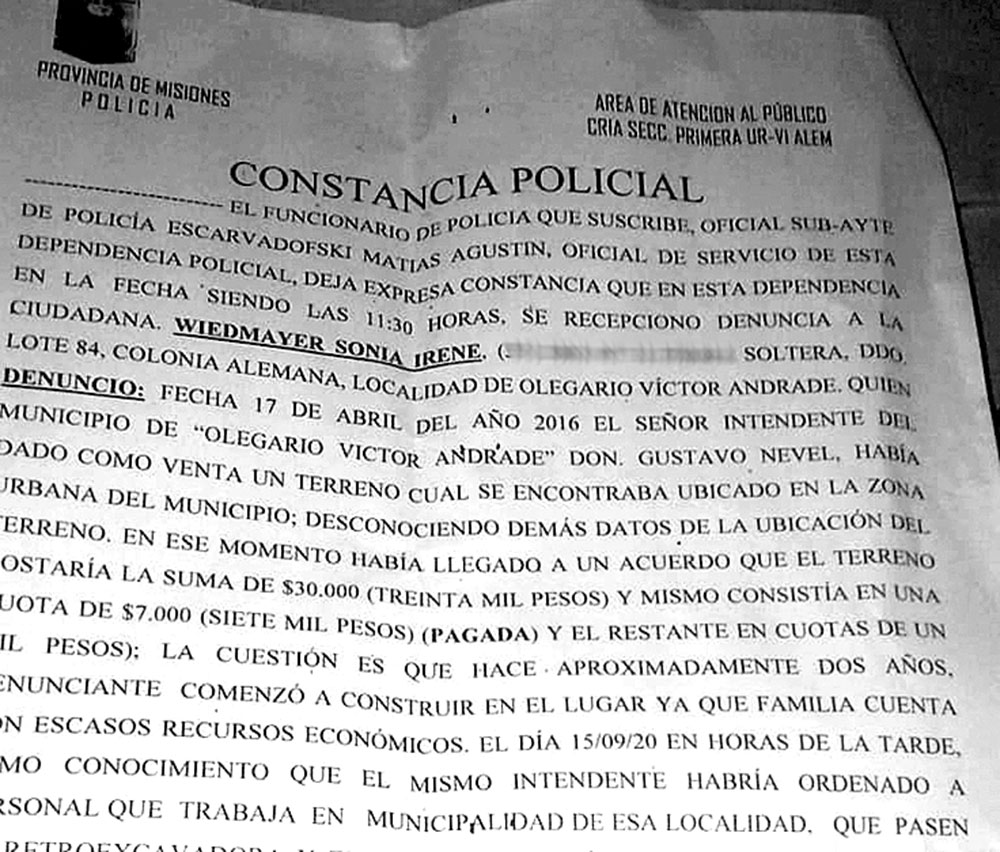 PROVINCIA DE MISIONES
POLICIA
AREA DE ATENCION AL PÚBLICO
CRIA SECC. PRIMERA UR-VI ALEM
CONSTANCIA POLICIAL
---------------------------- EL FUNCIONARIO DE POLICIA QUE SUSCRIBE, OFICIAL SUB-AYTE
DE POLICÍA ESCARVADOFSKI MATIAS AGUSTIN, OFICIAL DE SERVICIO DE ESTA
DEPENDENCIA POLICIAL, DEJA EXPRESA CONSTANCIA QUE EN ESTA DEPENDENCIA
EN LA FECHA SIENDO LAS 11:30 HORAS, SE RECEPCIONO DENUNCIA A LA
CIUDADANA. WIEDMAYER SONIA IRENE, ( SOLTERA, DDO,
LOTE 84, COLONIA ALEMANA, LOCALIDAD DE OLEGARIO VÍCTOR ANDRADE. QUIEN
DENUNCIO: FECHA 17 DE ABRIL DEL AÑO 2016 EL SEÑOR INTENDENTE DEL
MUNICIPIO DE “OLEGARIO VICTOR ANDRADE” DON. GUSTAVO NEVEL, HABÍA
DADO COMO VENTA UN TERRENO CUAL SE ENCONTRABA UBICADO EN LA ZONA
URBANA DEL MUNICIPIO; DESCONOCIENDO DEMÁS DATOS DE LA UBICACIÓN DEL
TERRENO. EN ESE MOMENTO HABÍA LLEGADO A UN ACUERDO QUE EL TERRENO
OSTARÍA LA SUMA DE $30.000 (TREINTA MIL PESOS) Y MISMO CONSISTÍA EN UNA
UOTA DE $7.000 (SIETE MIL PESOS) (PAGADA) Y EL RESTANTE EN CUOTAS DE UN
IL PESOS); LA CUESTIÓN ES QUE HACE APROXIMADAMENTE DOS AÑOS,
ENUNCIANTE COMENZÓ A CONSTRUIR EN EL LUGAR YA QUE FAMILIA CUENTA
ON ESCASOS RECURSOS ECONÓMICOS. EL DÍA 15/09/20 EN HORAS DE LA TARDE,
MO CONOCIMIENTO QUE EL MISMO INTENDENTE HABRÍA ORDENADO A
RSONAL QUE TRABAJA EN MUNICIPALIDAD DE ESA LOCALIDAD, QUE PASEN
RETROEXCAVADORA